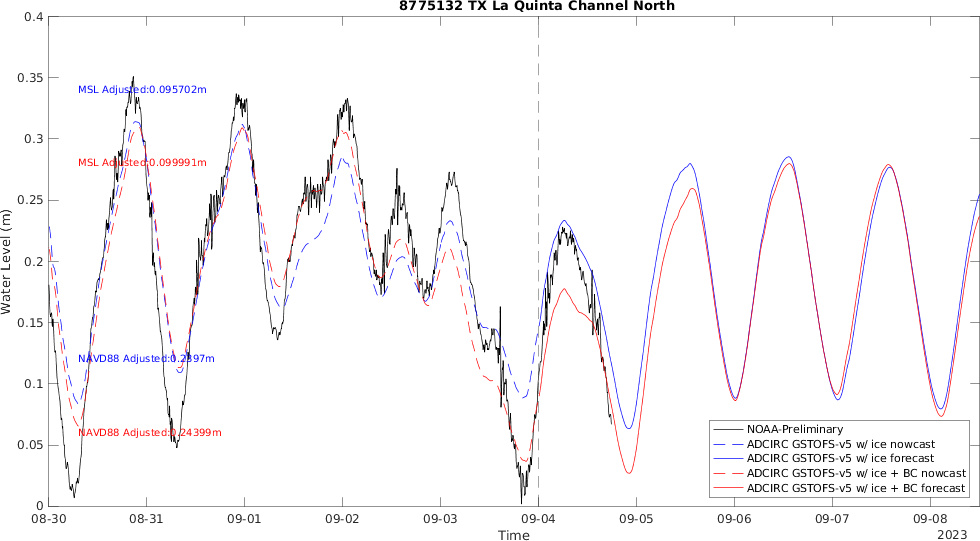 8775132 TX La Quinta Channel North
0.4
0.35
0.3
0.25
0.2
0.15
0.1
0.05
0
Water Level (m)
MSL Adjusted:0.095702m
MSL Adjusted:0.099991m
NAVD88 Adjusted:0.2397m
NAVD88 Adjusted:0.24399m
NOAA-Preliminary
ADCIRC GSTOFS-v5 w/ ice nowcast
ADCIRC GSTOFS-v5 w/ ice forecast
ADCIRC GSTOFS-v5 w/ ice + BC nowcast
ADCIRC GSTOFS-v5 w/ ice + BC forecast
08-30 08-31 09-01 09-02 09-03 09-04 09-05 09-06 09-07 09-08
Time
2023